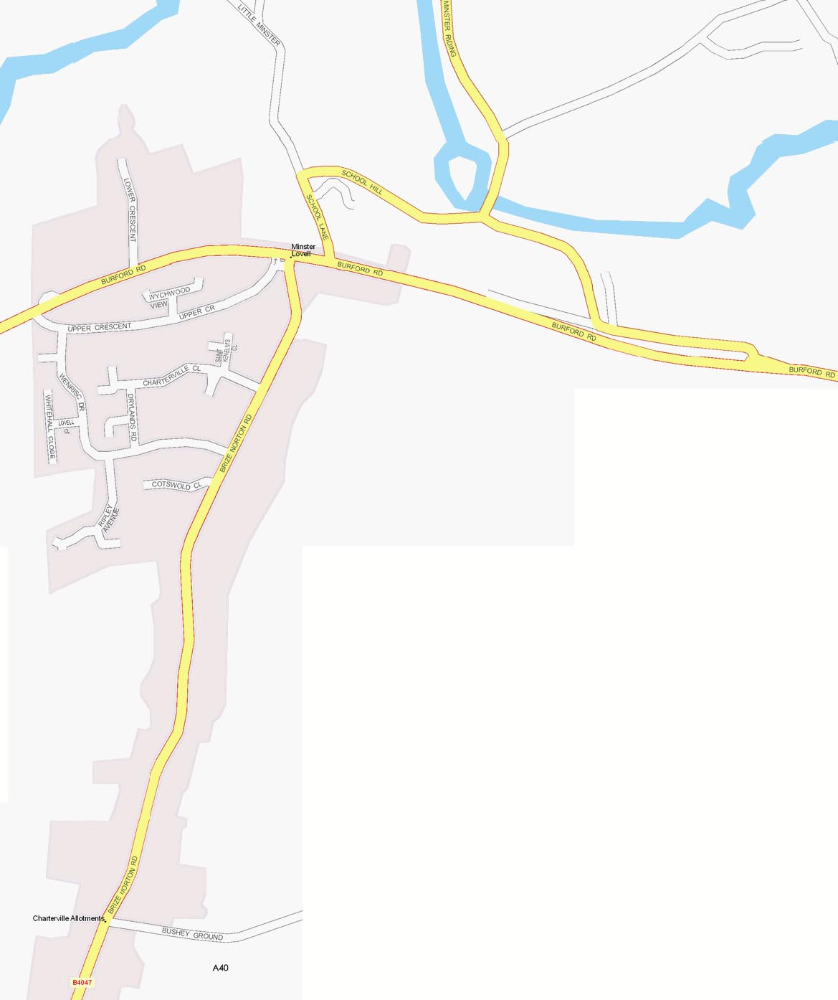 LITTLE MINSTER
MINSTER RIDING
SCHOOL HILL
LOWER CRESCENT
SCHOOL LANE
Minster
Lovell
BURFORD RD
BURFORD RD
WYCHWOOD
VIEW
UPPER CR
UPPER CRESCENT
BURFORD RD
SAINT
KENELM'S
CL
BURFORD RD
CHARTERVILLE CL
WENRISC DR
WHITEHALL CLOSE
DRYLANDS RD
LOVELL
CL
BRIZE NORTON RD
COTSWOLD CL
RIPLEY
AVENUE
BRIZE NORTON RD
Charterville Allotments
BUSHEY GROUND
A40
B4047